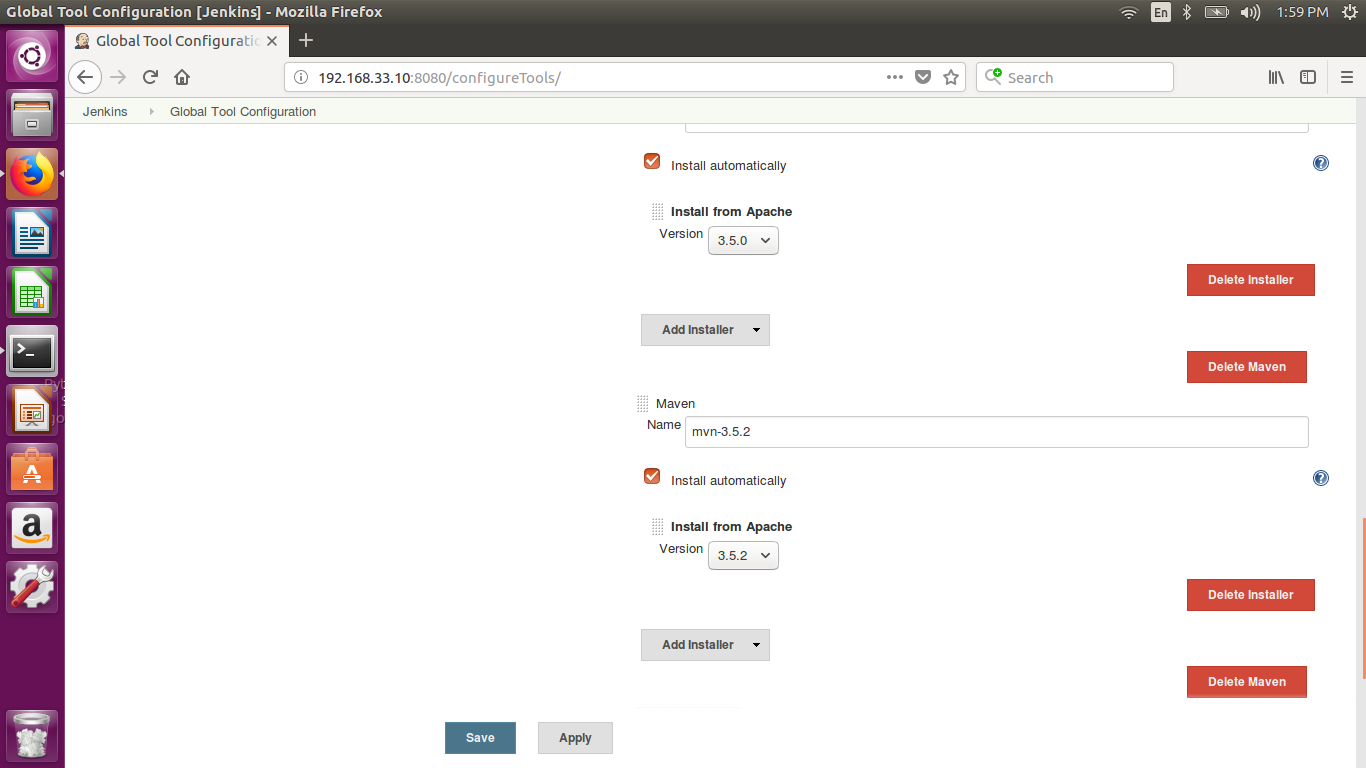 Global Tool Configuration [Jenkins] - Mozilla Firefox
En
1:59 PM
Global Tool Configuratio
192.168.33.10:8080/configureTools/
Search
Jenkins
Global Tool Configuration
Install automatically
Install from Apache
Version 3.5.0
Delete Installer
Add Installer
Delete Maven
Maven
Name mvn-3.5.2
Install automatically
Install from Apache
Version 3.5.2
Delete Installer
Add Installer
Delete Maven
Save Apply